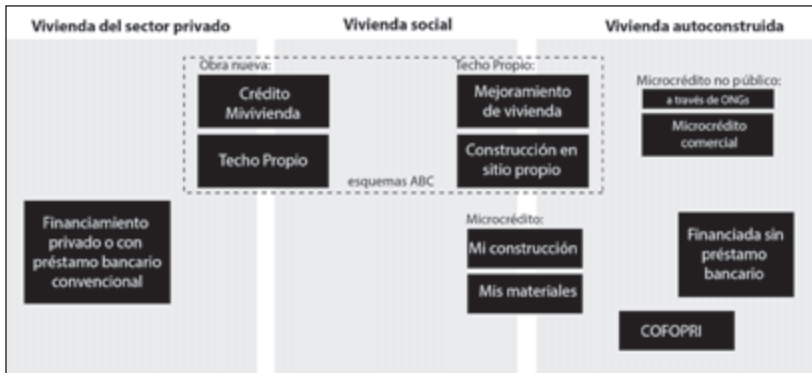 Vivienda del sector privado
Vivienda social
Vivienda autoconstruida
Obra nueva:
Crédito
Mivivienda
Techo Propio
Techo Propio:
Mejoramiento
de vivienda
Construcción en
sitio propio
esquemas ABC
Microcrédito no público:
a través de ONGs
Microcrédito
comercial
Financiamiento
privado o con
préstamo bancario
convencional
Microcrédito:
Mi construcción
Mis materiales
Financiada sin
préstamo
bancario
COFOPRI